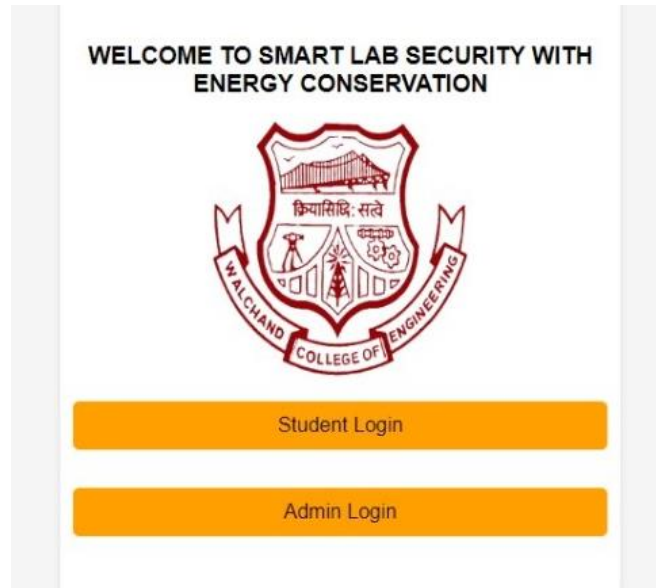 WELCOME TO SMART LAB SECURITY WITH
ENERGY CONSERVATION
क्रियासिध्दि: सत्वे
WALCHAND COLLEGE OF ENGINEERING
Student Login
Admin Login